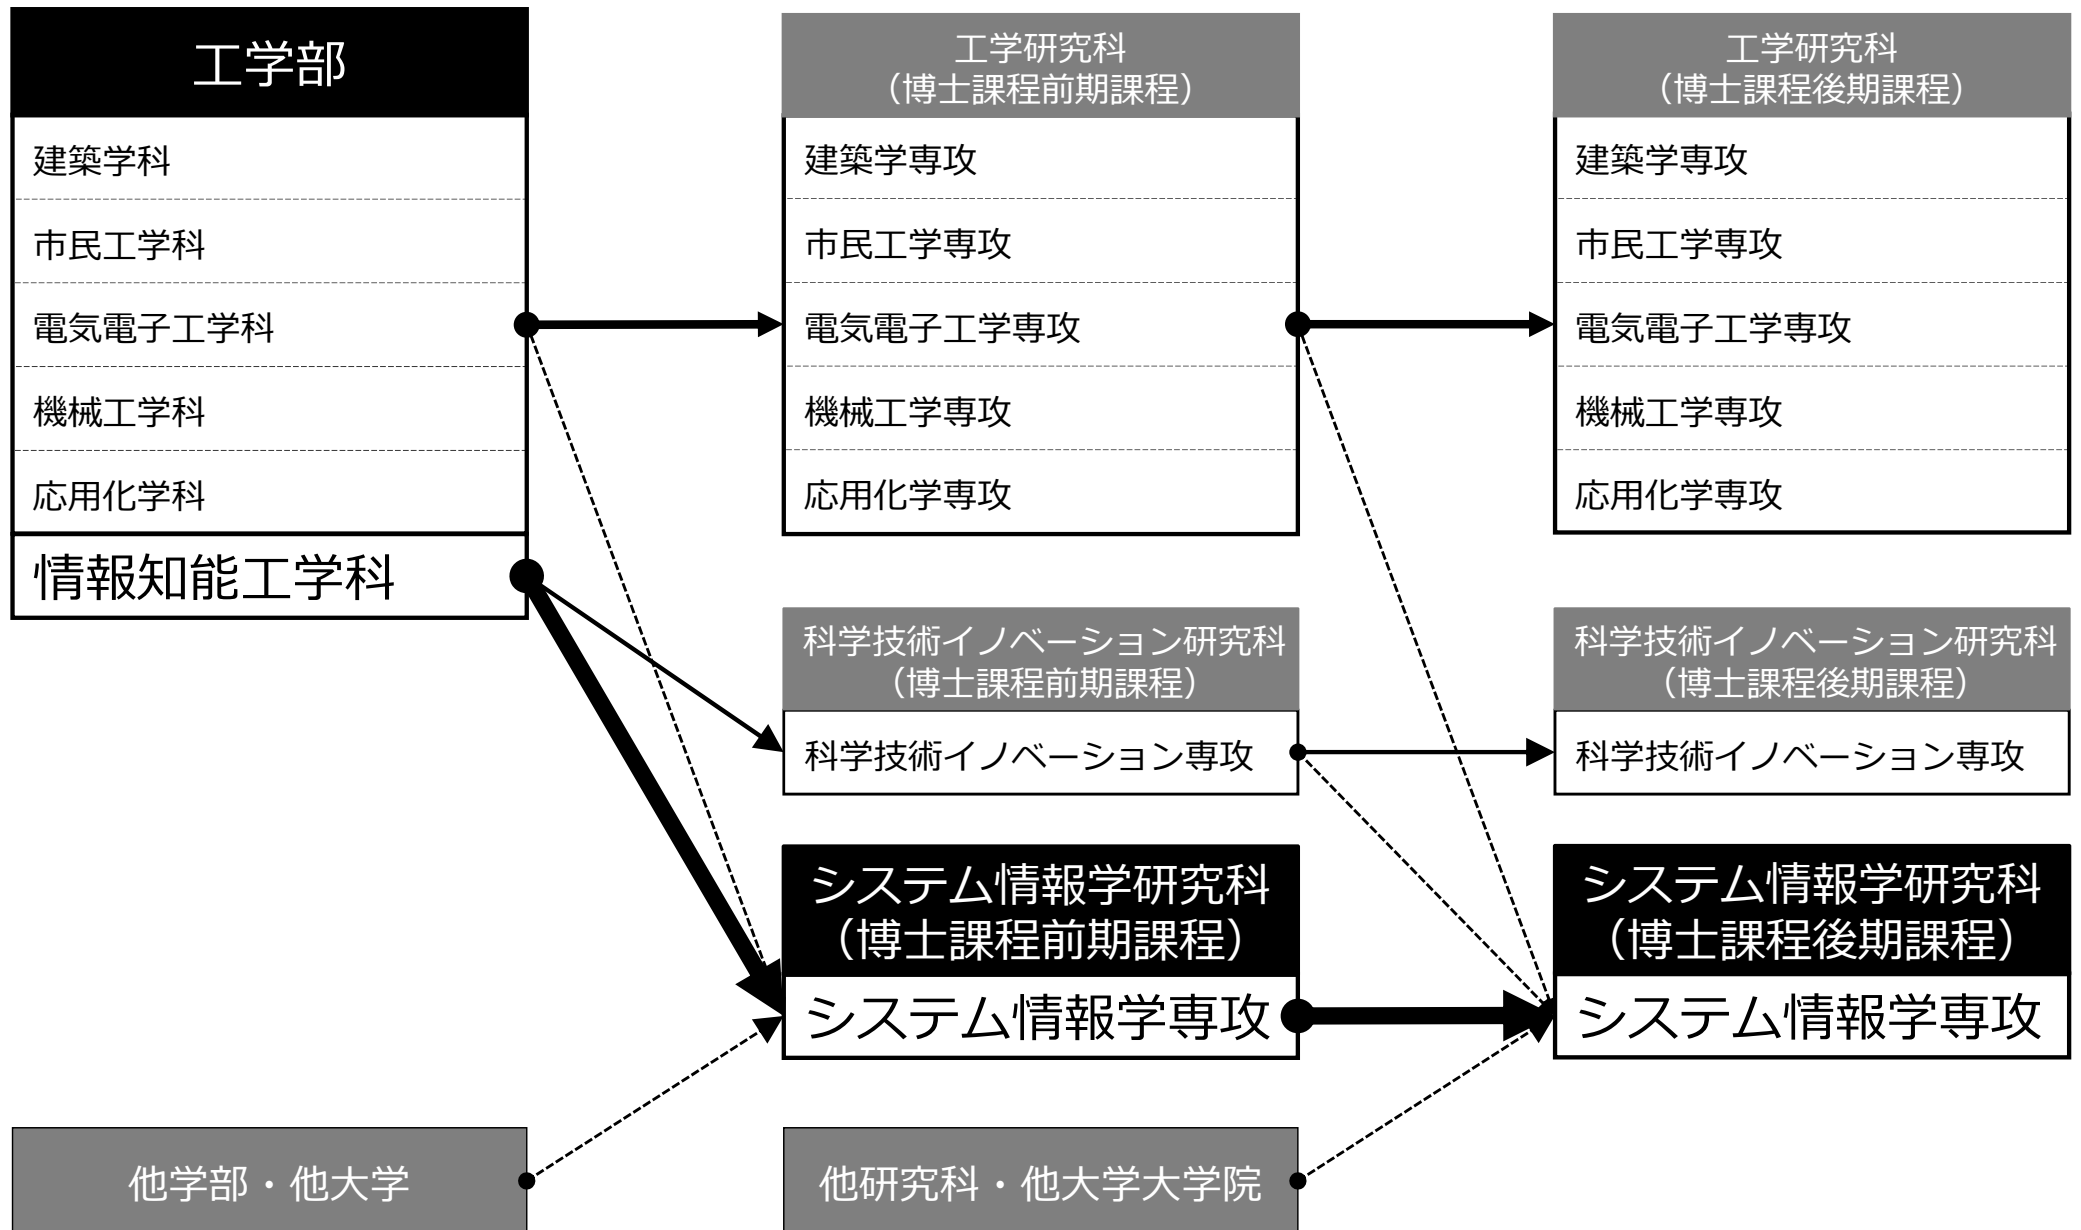 工学部
建築学科
市民工学科
電気電子工学科
機械工学科
応用化学科
情報知能工学科
他学部・他大学
工学研究科
（博士課程前期課程）
建築学専攻
市民工学専攻
電気電子工学専攻
機械工学専攻
応用化学専攻
科学技術イノベーション研究科
（博士課程前期課程）
科学技術イノベーション専攻
システム情報学研究科
（博士課程前期課程）
システム情報学専攻
他研究科・他大学大学院
工学研究科
（博士課程後期課程）
建築学専攻
市民工学専攻
電気電子工学専攻
機械工学専攻
応用化学専攻
科学技術イノベーション研究科
（博士課程後期課程）
科学技術イノベーション専攻
システム情報学研究科
（博士課程後期課程）
システム情報学専攻